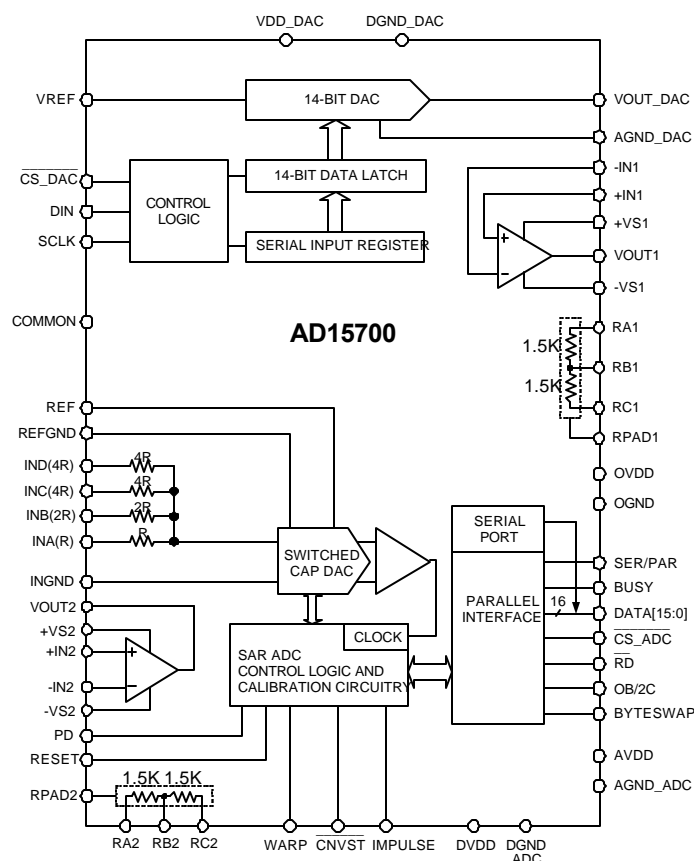 VDD_DAC DGND_DAC
VREF 14-BIT DAC VOUT_DAC
AGND_DAC
-IN1
CS_DAC 14-BIT DATA LATCH +IN1
DIN CONTROL LOGIC +VS1
SCLK SERIAL INPUT REGISTER + VOUT1
− -VS1
COMMON AD15700 RA1
1.5K
RB1
1.5K
REF RC1
REFGND RPAD1
IND(4R) 4R OVDD
INC(4R) 4R OGND
INB(2R) 2R SERIAL PORT
INA(R) R SWITCHED CAP DAC SER/PAR
INGND BUSY
VOUT2 PARALLEL INTERFACE 16 DATA[15:0]
+VS2 CLOCK CS_ADC
+IN2 + SAR ADC CONTROL LOGIC AND CALIBRATION CIRCUITRY RD
-IN2 − OB/2C
-VS2 BYTESWAP
PD
RESET AVDD
1.5K 1.5K
RPAD2 AGND_ADC
RA2 RB2 RC2 WARP CNVST IMPULSE DVDD DGND
ADC